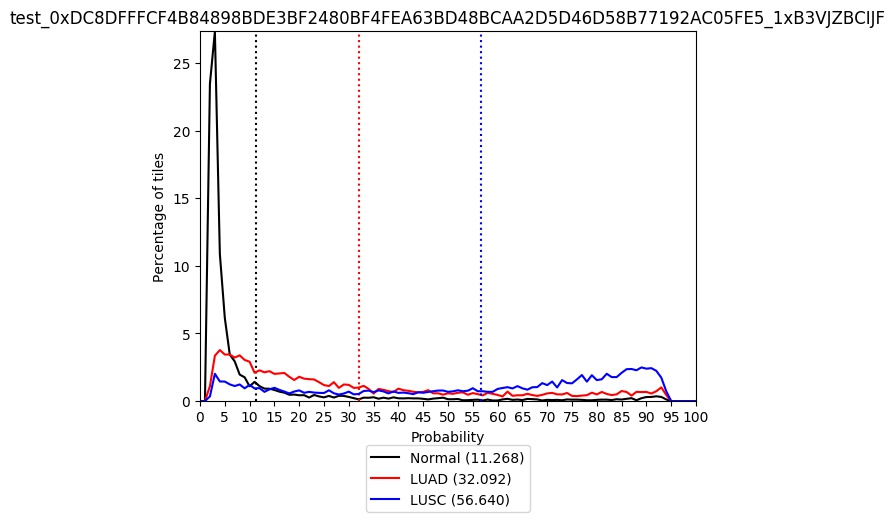 test_0xDC8DFFFCF4B84898BDE3BF2480BF4FEA63BD48BCAA2D5D46D58B77192AC05FE5_1xB3VJZBCIJF
Percentage of tiles
25
20
15
10
5
0
0 5 10 15 20 25 30 35 40 45 50 55 60 65 70 75 80 85 90 95 100
Probability
Normal (11.268)
LUAD (32.092)
LUSC (56.640)